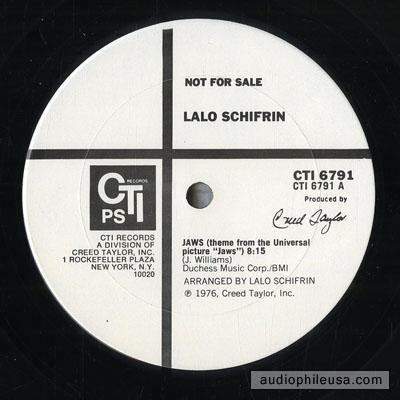 NOT FOR SALE
LALO SCHIFRIN
CTI
RECORDS
PS
CTI RECORDS
A DIVISION OF
CREED TAYLOR, INC.
1 ROCKEFELLER PLAZA
NEW YORK, N.Y.
10020
CTI 6791
CTI 6791 A
Produced by
Creed Taylor
JAWS (theme from the Universal
picture "Jaws") 8:15
(J. Williams)
Duchess Music Corp./BMI
ARRANGED BY LALO SCHIFRIN
℗ 1976, Creed Taylor, Inc.
audiophileusa.com